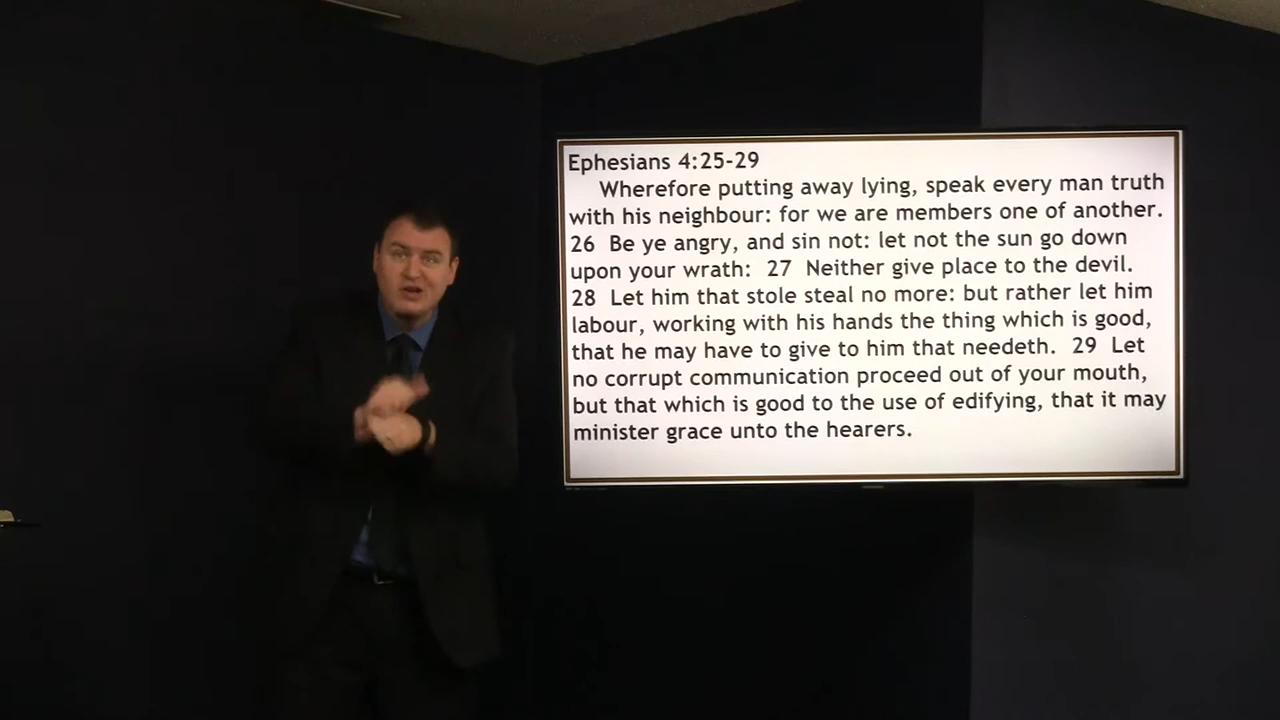 Ephesians 4:25-29
Wherefore putting away lying, speak every man truth
with his neighbour: for we are members one of another.
26 Be ye angry, and sin not: let not the sun go down
upon your wrath: 27 Neither give place to the devil.
28 Let him that stole steal no more: but rather let him
labour, working with his hands the thing which is good,
that he may have to give to him that needeth. 29 Let
no corrupt communication proceed out of your mouth,
but that which is good to the use of edifying, that it may
minister grace unto the hearers.